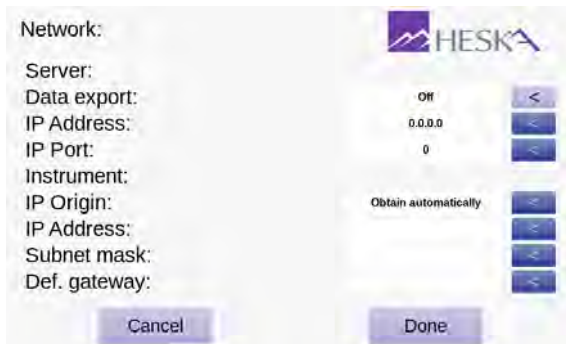 Network:
HESKA
Server:
Data export: Off <
IP Address: 0.0.0.0 <
IP Port: 0 <
Instrument:
IP Origin: Obtain automatically <
IP Address: <
Subnet mask: <
Def. gateway: <
Cancel Done